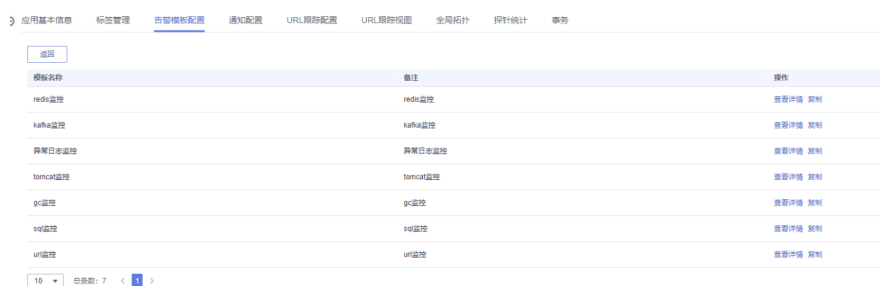 应用基本信息 标签管理 告警模板配置 通知配置 URL跟踪配置 URL跟踪视图 全局拓扑 探针统计 事务
返回
模板名称 备注 操作
redis监控 redis监控 查看详情 复制
kafka监控 kafka监控 查看详情 复制
异常日志监控 异常日志监控 查看详情 复制
tomcat监控 tomcat监控 查看详情 复制
gc监控 gc监控 查看详情 复制
sql监控 sql监控 查看详情 复制
url监控 url监控 查看详情 复制
10 总条数: 7 < 1 >